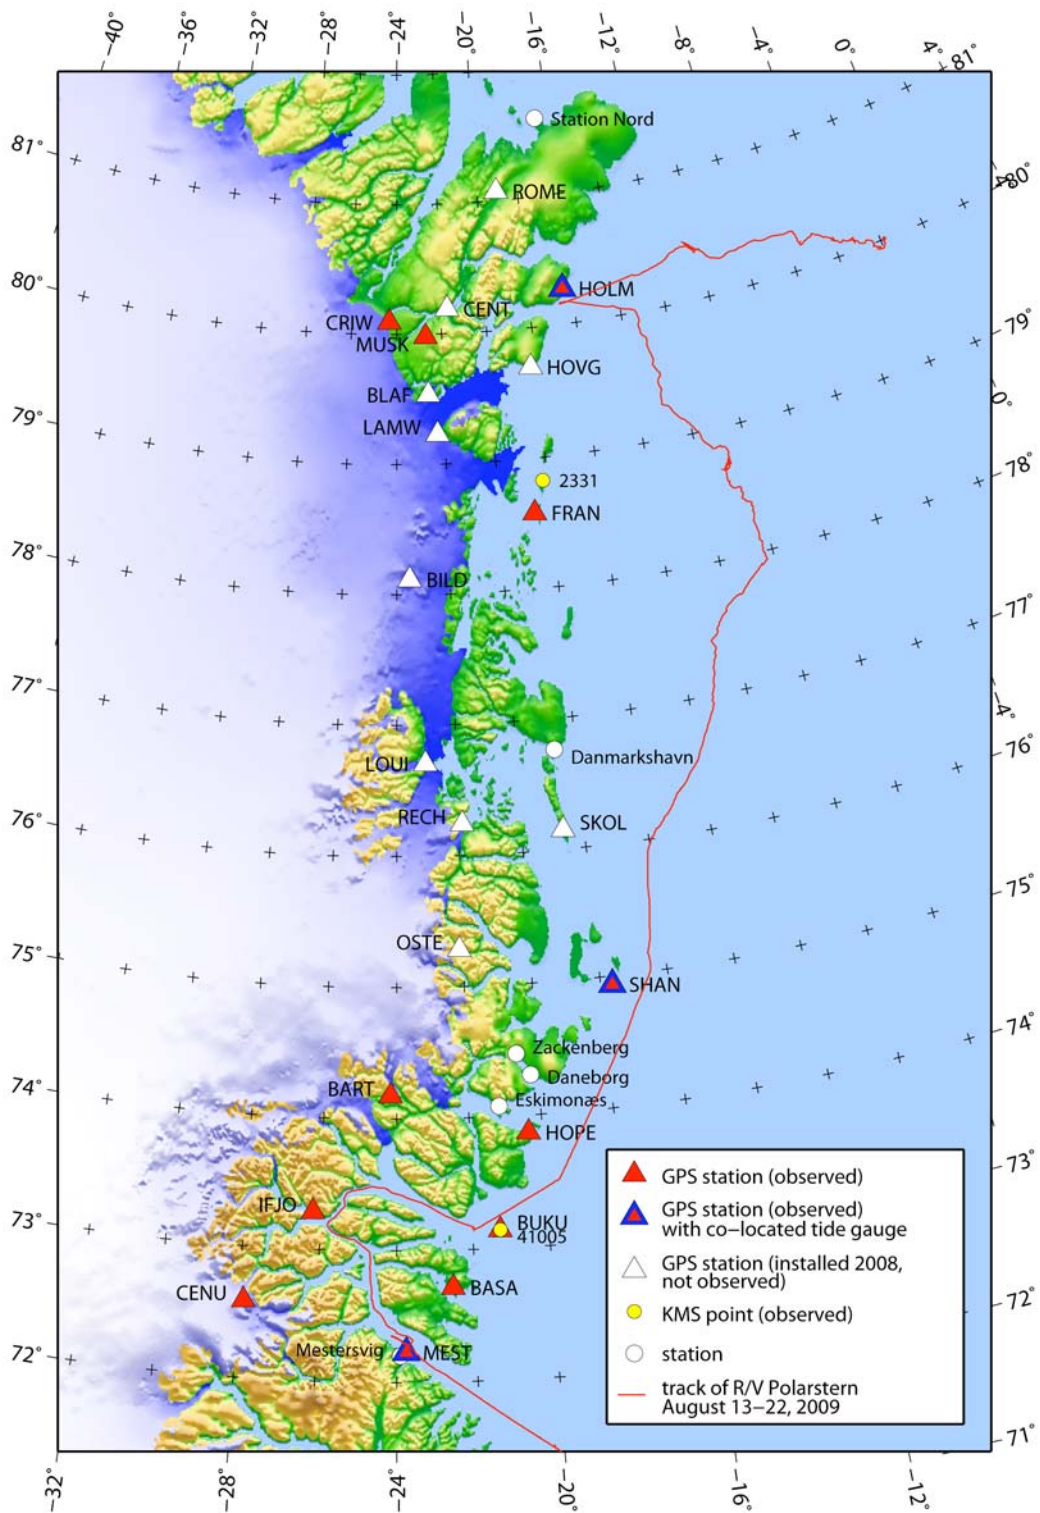 −40° −36° −32° −28° −24° −20° −16° −12° −8° −4° 0° 4° 81°
Station Nord
81°
80°
ROME
80°
HOLM
CENT
79°
CRIW
MUSK
HOVG
BLAF
0°
79°
LAMW
78°
2331
FRAN
78°
BILD
77°
77°
−4°
76°
Danmarkshavn
LOUI
RECH
SKOL
76°
75°
OSTE
75°
SHAN
74°
Zackenberg
Daneborg
74°
BART
Eskimonæs
HOPE
73°
IFJO
73°
BUKU
41005
CENU
BASA
72°
72°
Mestersvig
MEST
71°
GPS station (observed)
GPS station (observed)
with co−located tide gauge
GPS station (installed 2008,
not observed)
KMS point (observed)
station
track of R/V Polarstern
August 13−22, 2009
−32° −28° −24° −20° −16° −12°